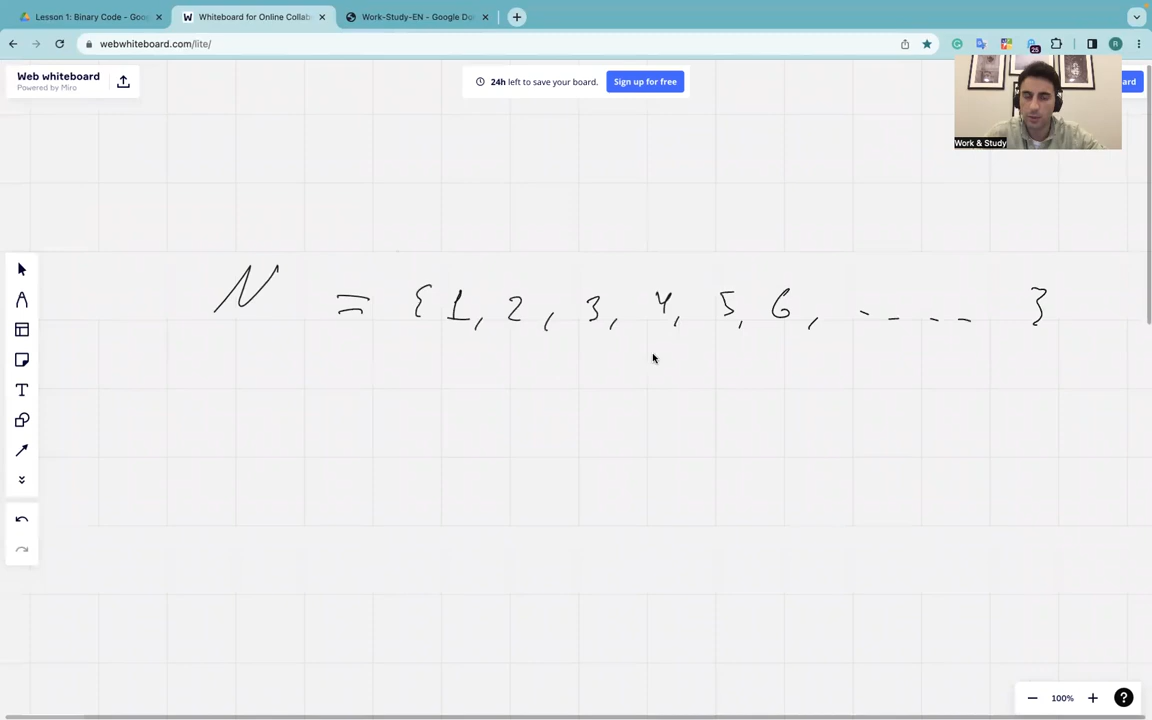 Lesson 1: Binary Code - Goo
Whiteboard for Online Collab
Work-Study-EN - Google Do
webwhiteboard.com/lite/
25
R
Web whiteboard
Powered by Miro
24h left to save your board.
Sign up for free
ard
Work & Study
N = { 1, 2, 3, 4, 5, 6, .... }
T
100%
?